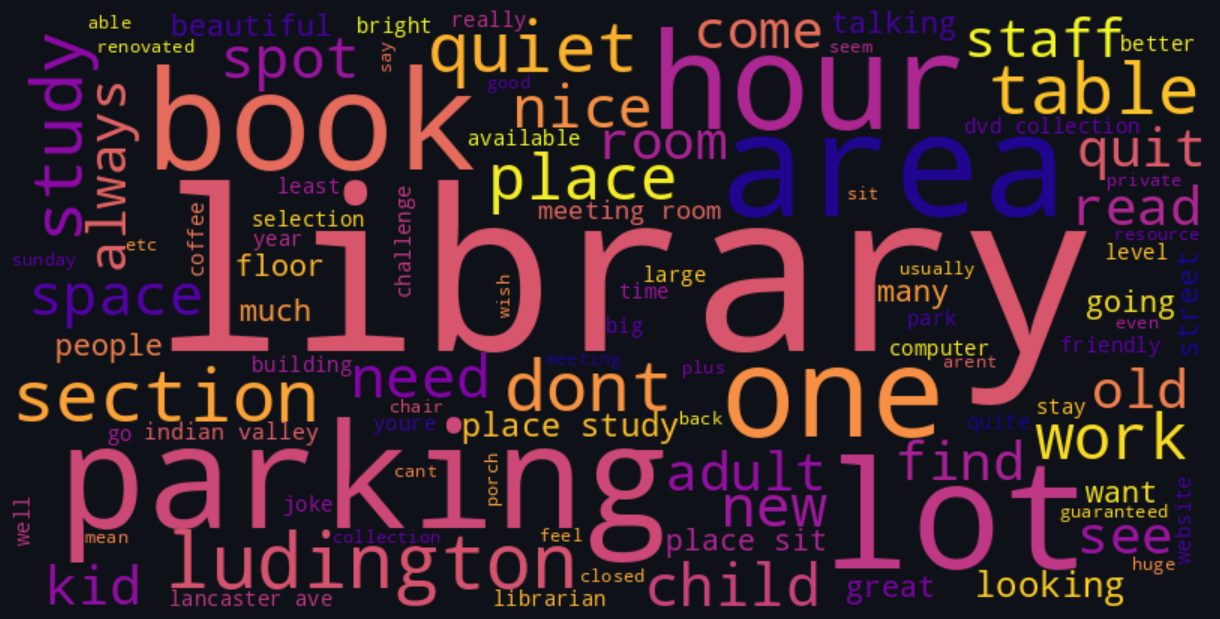 able
beautiful
bright
really
come
talking
staff
better
renovated
spot
say
quiet
seem
hour
table
study
always
book
good
nice
available
room
area
dvd collection
quit
place
private
least
library
challenge
sit
meeting room
read
selection
coffee
resource
etc
year
level
sunday
floor
large
usually
street
space
much
wish
time
many
going
big
park
even
people
computer
friendly
building
meeting
arent
section
need
dont
plus
one
old
chair
stay
go
indian valley
youre
place study
back
quite
work
parking
cant
porch
adult
lot
find
want
well
joke
new
guaranteed
website
mean
collection
feel
place sit
see
ludington
closed
huge
kid
child
great
looking
lancaster ave
librarian